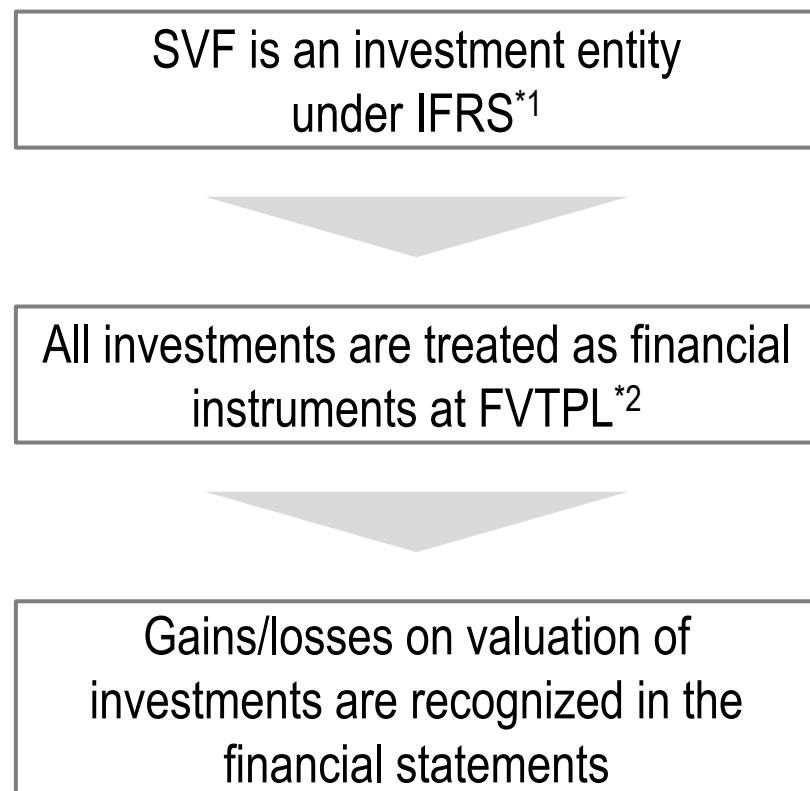 SVF is an investment entity
under IFRS*1
All investments are treated as financial
instruments at FVTPL*2
Gains/losses on valuation of
investments are recognized in the
financial statements